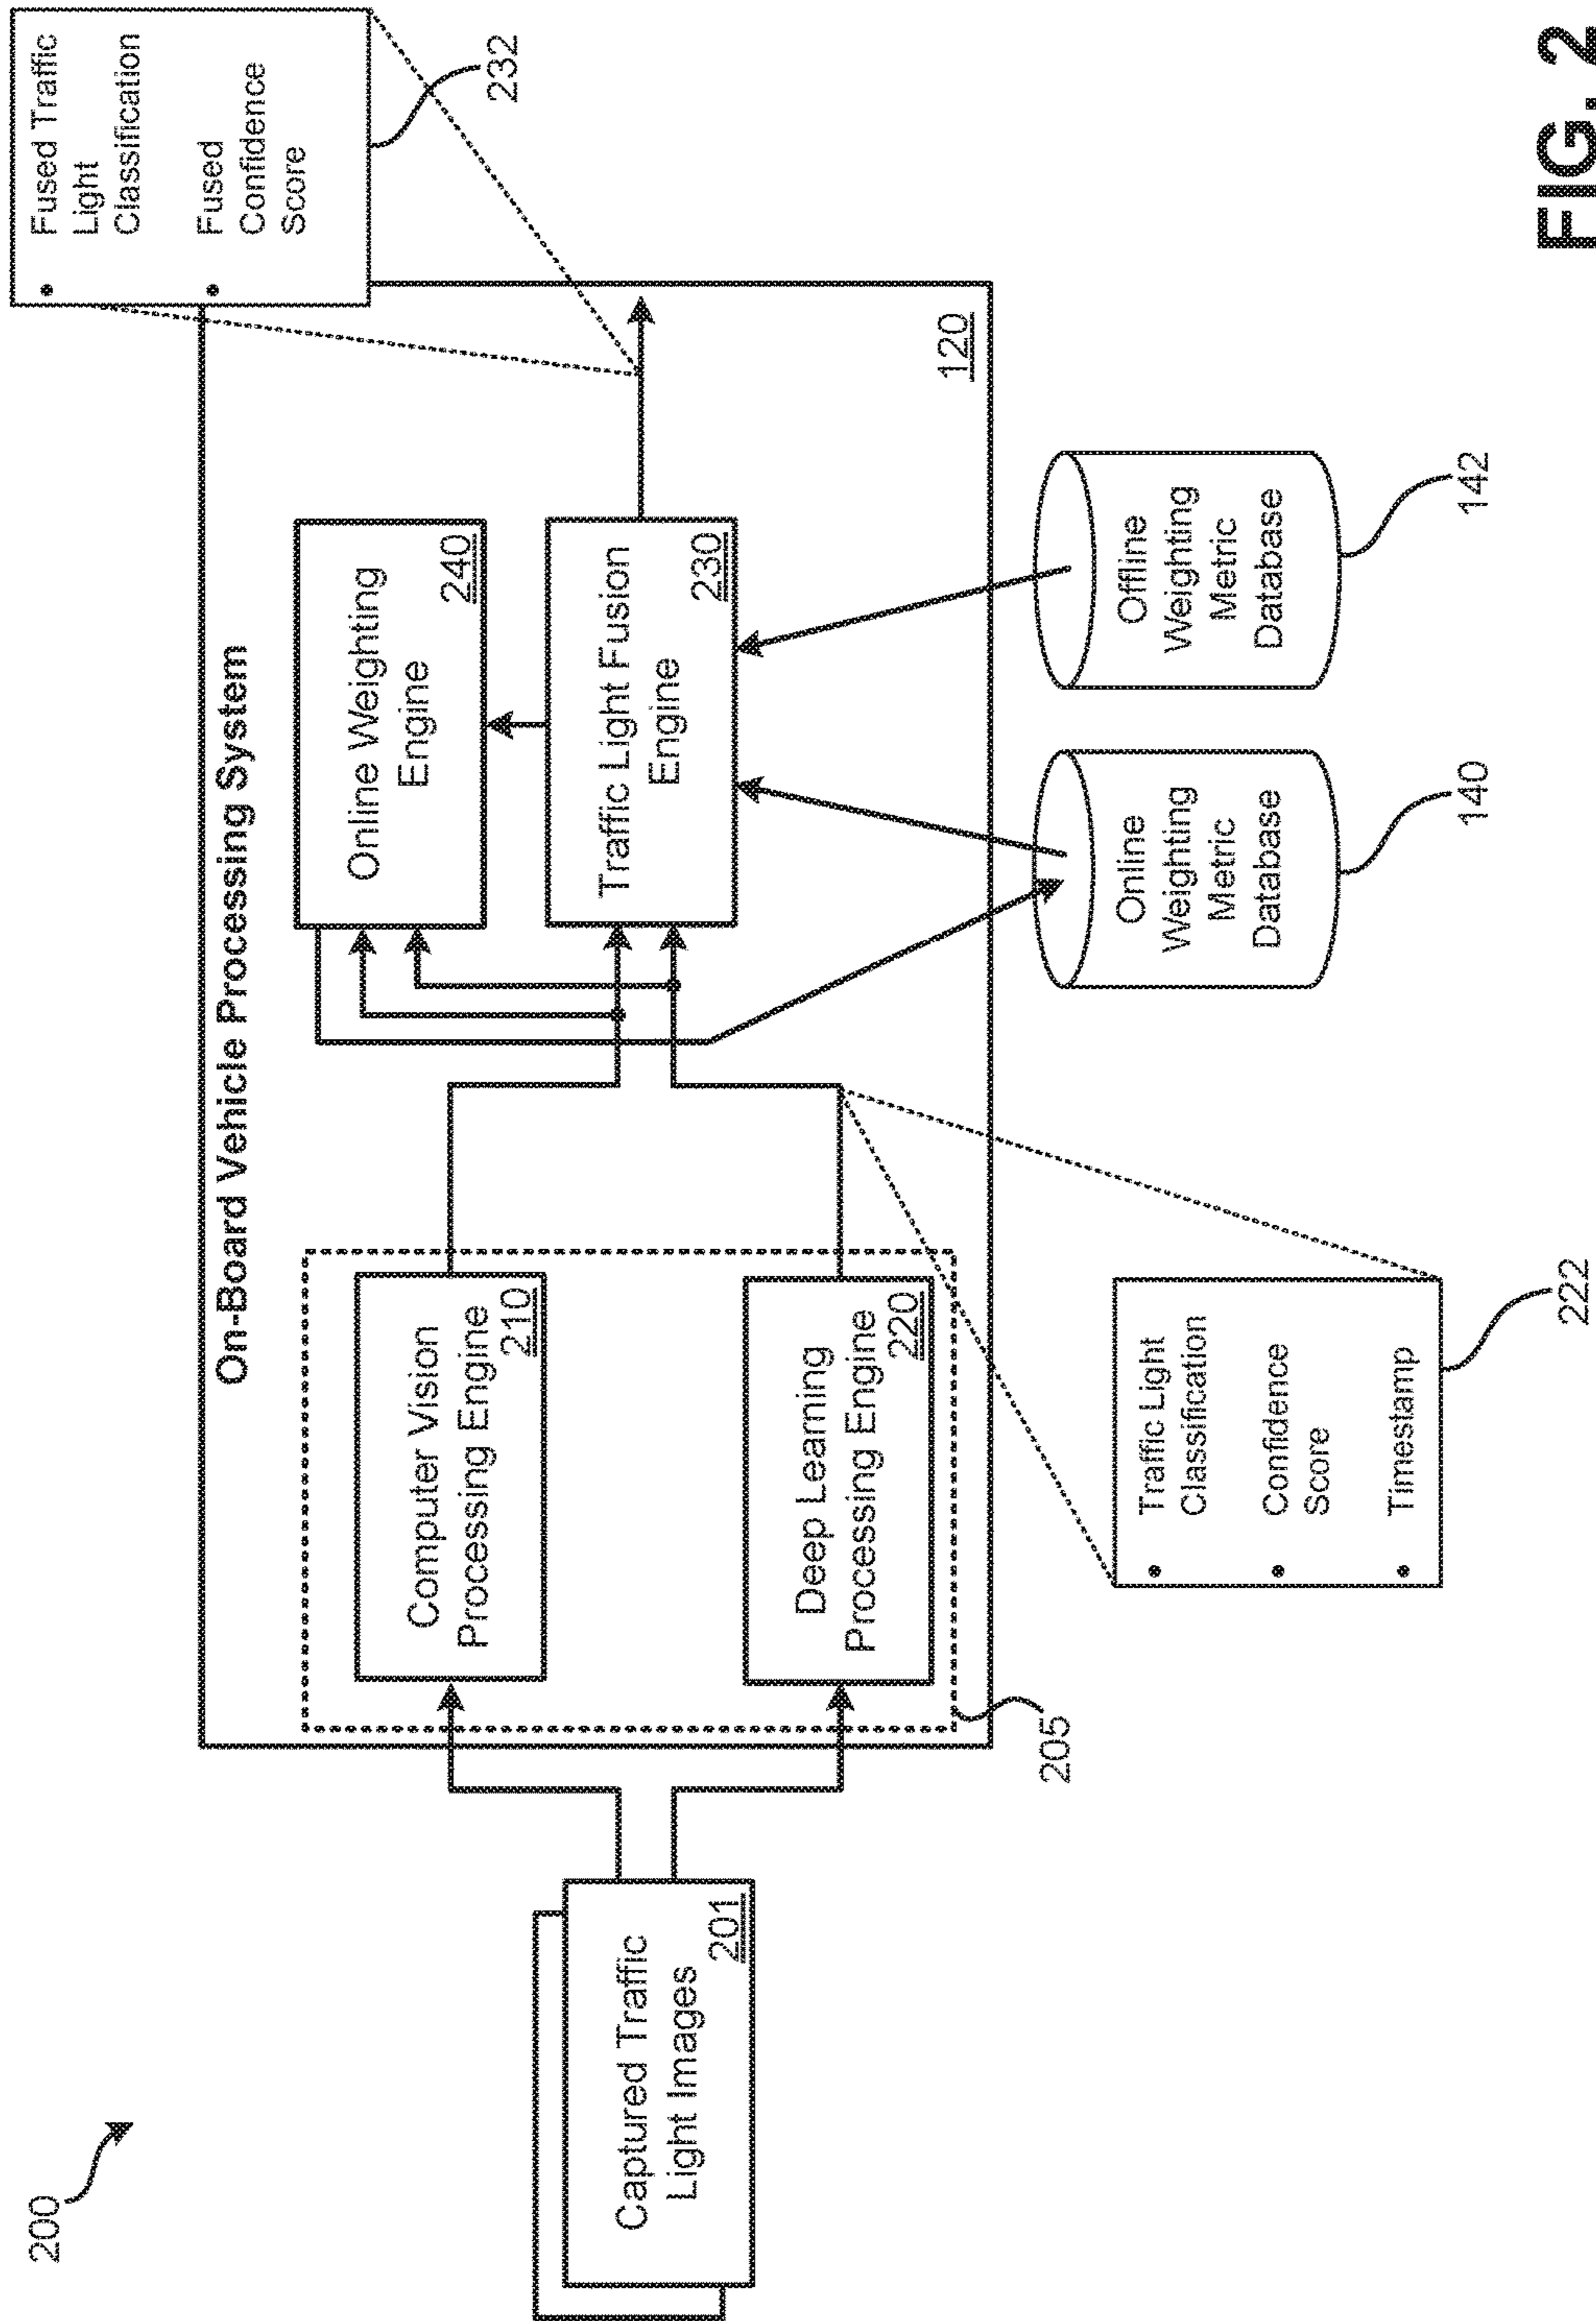 200
On-Board Vehicle Processing System
Fused Traffic
Light
Classification
Fused
Confidence
Score
232
Captured Traffic
Light Images
201
Computer Vision
Processing Engine
210
Deep Learning
Processing Engine
220
205
Online Weighting
Engine
240
Traffic Light Fusion
Engine
230
120
Traffic Light
Classification
Confidence
Score
Timestamp
222
Online
Weighting
Metric
Database
140
Offline
Weighting
Metric
Database
142
FIG. 2